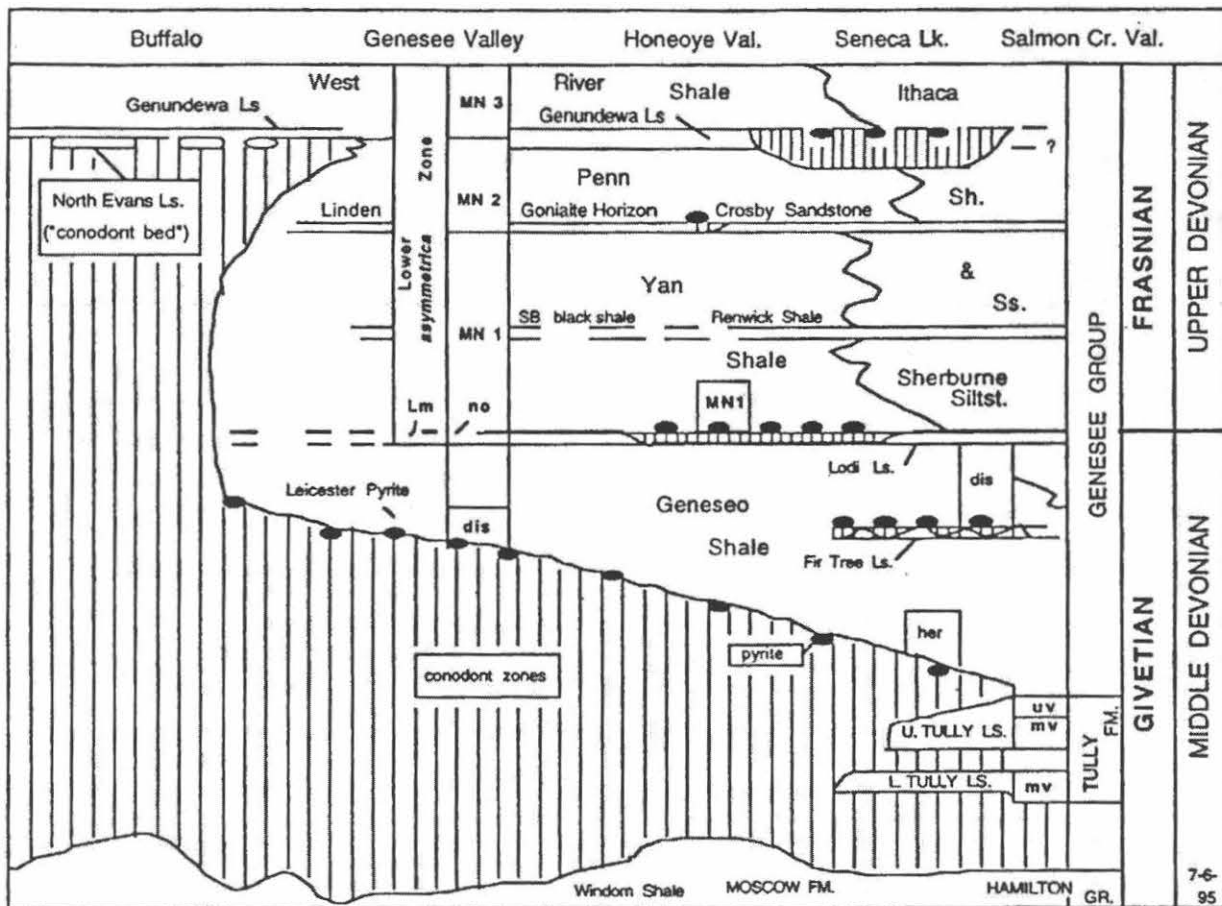 Buffalo Genesee Valley Honeoye Val. Seneca Lk. Salmon Cr. Val.
West MN 3 River Shale Ithaca
Genundewa Ls
Genundewa Ls
?
North Evans Ls.
("conodont bed")
Zone
MN 2
Penn
Sh.
Linden Goniaite Horizon Crosby Sandstone
Lower
asymmetrica
Yan
&
Ss.
MN 1
SB black shale Renwick Shale
Shale
Sherburne
Siltst.
MN1
Lm no
Lodi Ls.
Leicester Pyrite
dis
Geneseo
Shale
dis
Fir Tree Ls.
her
pyrite
conodont zones
uv
mv
U. TULLY LS.
L. TULLY LS.
mv
TULLY
FM.
GENESEE GROUP
FRASNIAN
UPPER DEVONIAN
GIVETIAN
MIDDLE DEVONIAN
Windom Shale MOSCOW FM. HAMILTON
GR.
7-6-
95